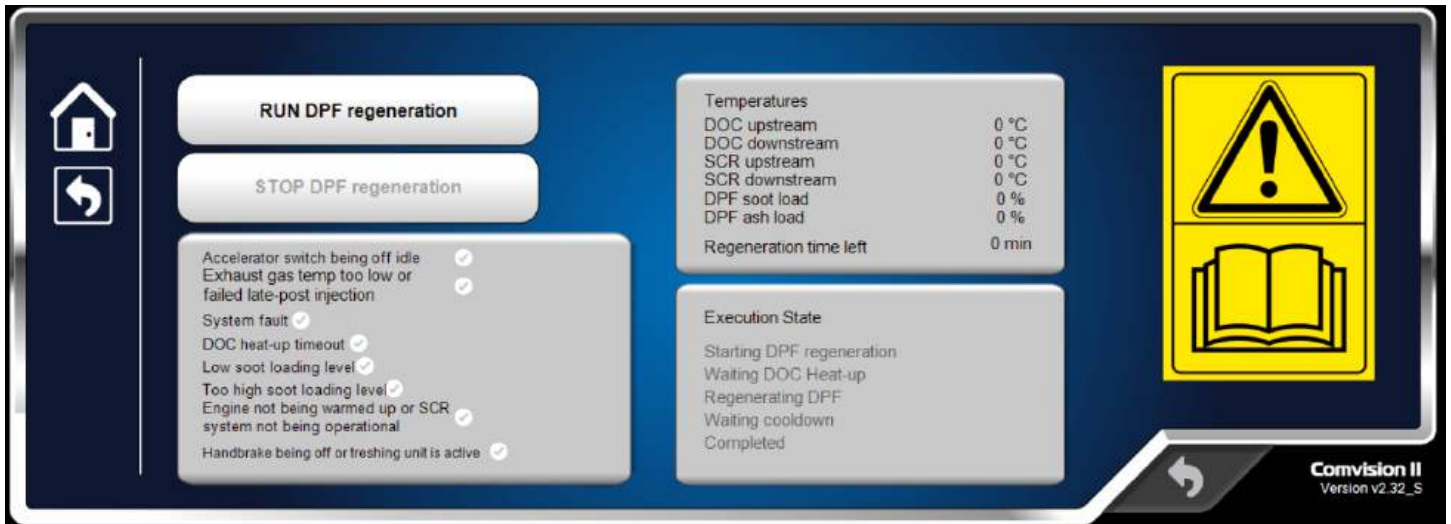 RUN DPF regeneration
STOP DPF regeneration
Accelerator switch being off idle
Exhaust gas temp too low or
failed late-post injection
System fault
DOC heat-up timeout
Low soot loading level
Too high soot loading level
Engine not being warmed up or SCR
system not being operational
Handbrake being off or treshing unit is active
Temperatures
DOC upstream 0 °C
DOC downstream 0 °C
SCR upstream 0 °C
SCR downstream 0 °C
DPF soot load 0 %
DPF ash load 0 %
Regeneration time left 0 min
Execution State
Starting DPF regeneration
Waiting DOC Heat-up
Regenerating DPF
Waiting cooldown
Completed
Comvision II
Version v2.32_S